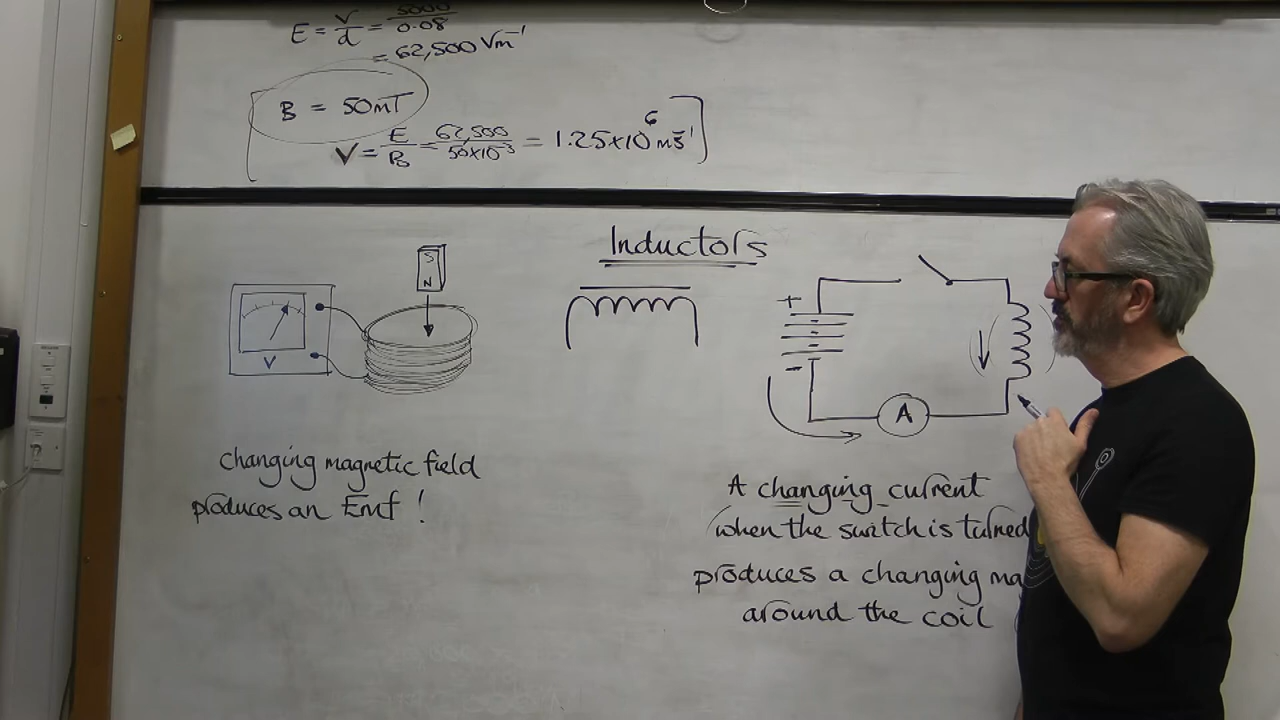 E = V/d = 5000/0.08
= 62,500 Vm⁻¹
B = 50mT
V = E/B = 62,500/50×10⁻³ = 1.25×10⁶ ms⁻¹
Inductors
S
N
V
+
-
A
changing magnetic field
produces an Emf !
A changing current
(when the switch is turned
produces a changing
around the coil